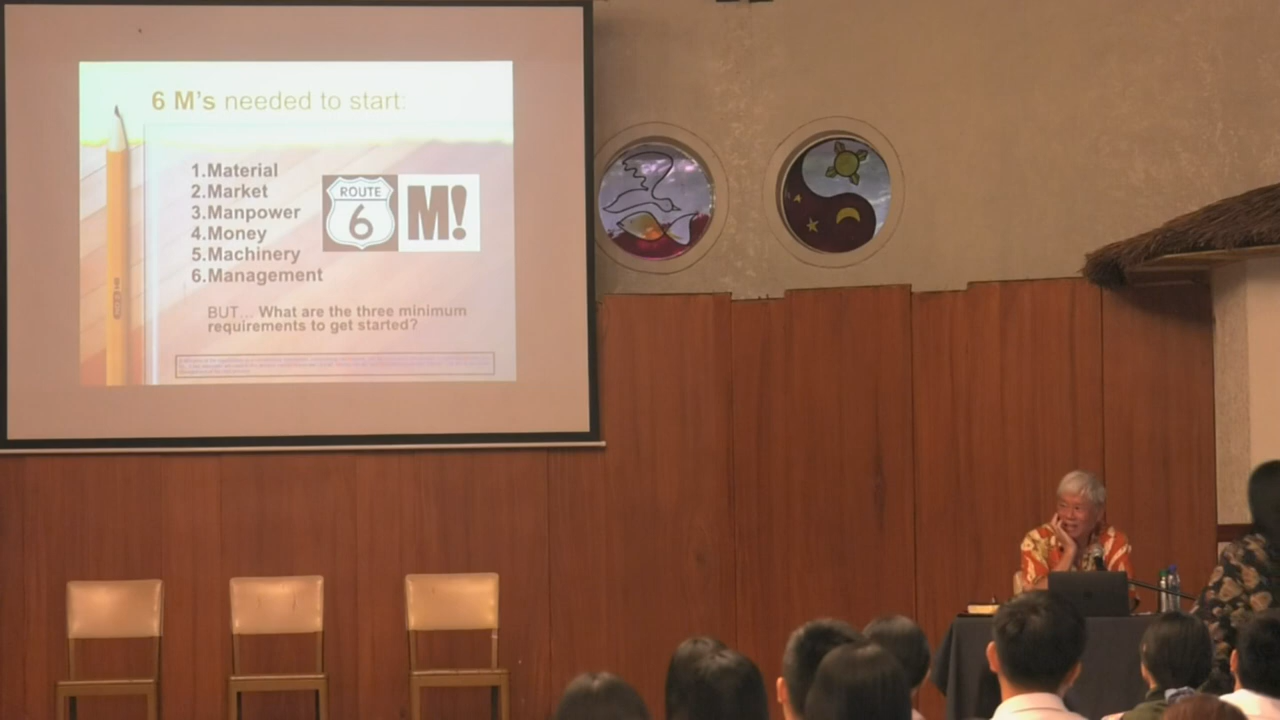 6 M's needed to start:
1.Material
2.Market
3.Manpower
4.Money
5.Machinery
6.Management
ROUTE
6
M!
BUT... What are the three minimum
requirements to get started?